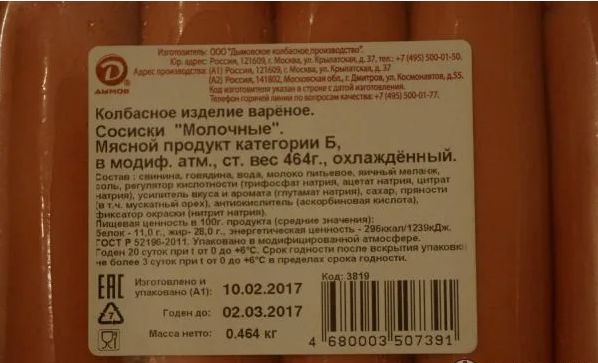 Изготовитель: ООО "Дымовское колбасное производство".
Юр. адрес: Россия, 121609, г. Москва, ул. Крылатская, д. 37. тел.: +7 (495) 500-01-50.
Адрес производства: (А1) Россия, 121609, г. Москва, ул. Крылатская, д. 37
(А2) Россия, 141802, Московская обл., г. Дмитров, ул. Космонавтов, д.55.
Код изготовителя указан в строке с датой изготовления.
Телефон горячей линии по вопросам качества: +7 (495) 500-01-77.
Д
ДЫМОВ
Колбасное изделие варёное.
Сосиски "Молочные".
Мясной продукт категории Б,
в модиф. атм., ст. вес 464г., охлаждённый.
Состав : свинина, говядина, вода, молоко питьевое, яичный меланж,
соль, регулятор кислотности (трифосфат натрия, ацетат натрия, цитрат
натрия), усилитель вкуса и аромата (глутамат натрия), сахар, пряности
(в т.ч. мускатный орех), антиокислитель (аскорбиновая кислота),
фиксатор окраски (нитрит натрия).
Пищевая ценность в 100г. продукта (средние значения):
белок - 11,0 г., жир- 28,0 г., энергетическая ценность - 296ккал/1239кДж.
ГОСТ Р 52196-2011. Упаковано в модифицированной атмосфере.
Годен 20 суток при t от 0 до +6°С. Срок годности после вскрытия упаковки
не более 3 суток при t от 0 до +6°С в пределах срока годности.
Код: 3819
ЕАС
Изготовлено и
упаковано (А1): 10.02.2017
7
Годен до: 02.03.2017
Масса нетто: 0.464 кг
4 680003 507391